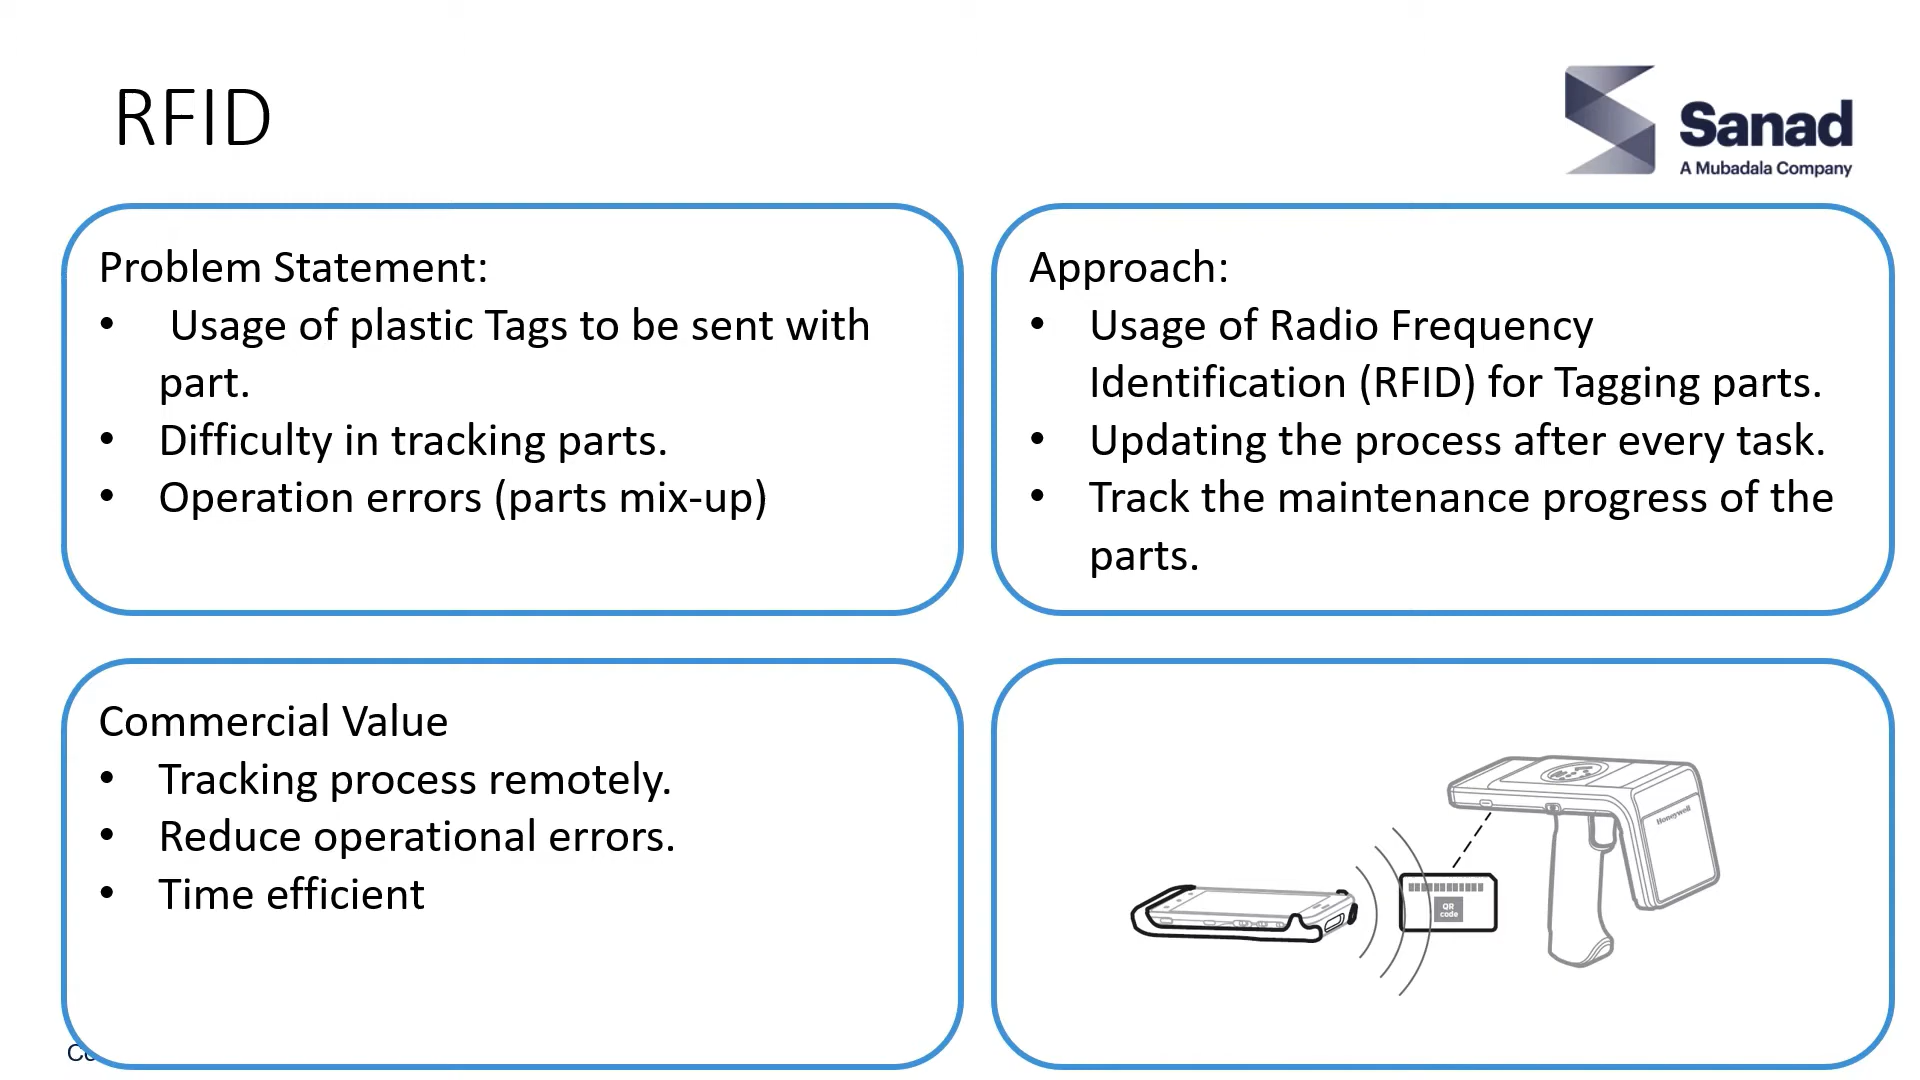 RFID
Sanad
A Mubadala Company
Problem Statement:
• Usage of plastic Tags to be sent with
part.
• Difficulty in tracking parts.
• Operation errors (parts mix-up)
Approach:
• Usage of Radio Frequency
Identification (RFID) for Tagging parts.
• Updating the process after every task.
• Track the maintenance progress of the
parts.
Commercial Value
• Tracking process remotely.
• Reduce operational errors.
• Time efficient
Honeywell
QR
code